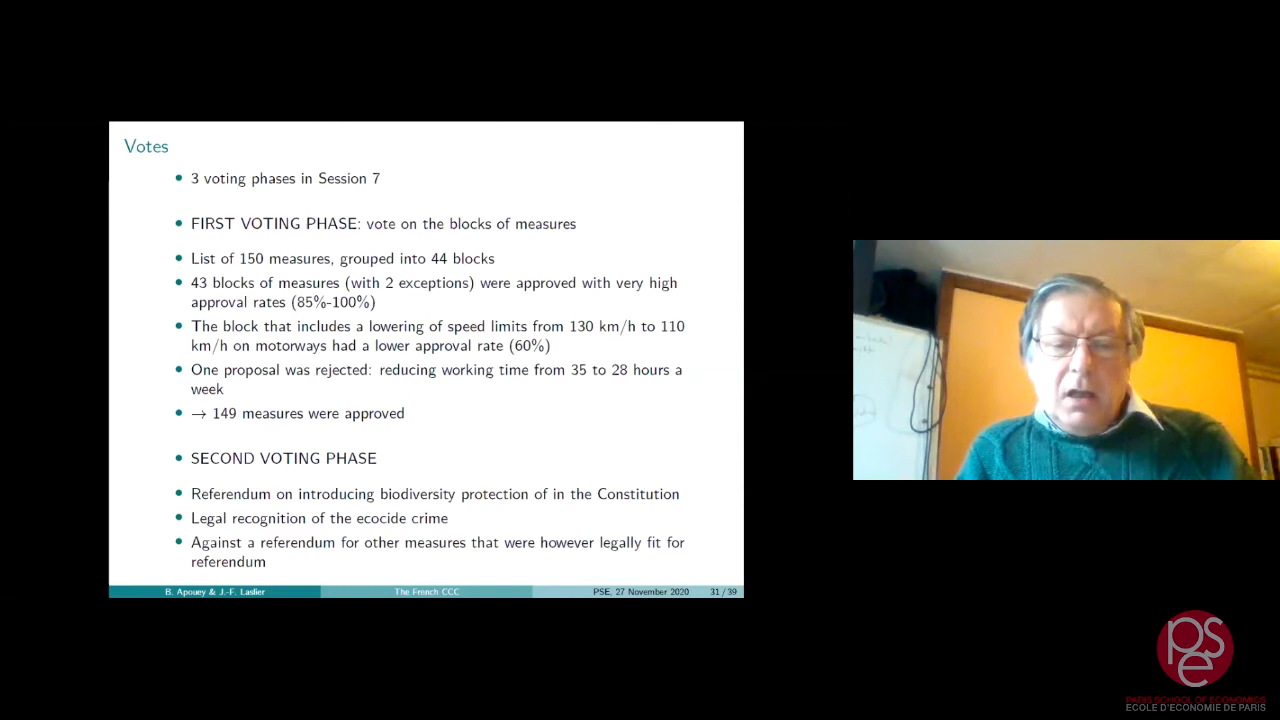 Votes
• 3 voting phases in Session 7
• FIRST VOTING PHASE: vote on the blocks of measures
• List of 150 measures, grouped into 44 blocks
• 43 blocks of measures (with 2 exceptions) were approved with very high
approval rates (85%-100%)
• The block that includes a lowering of speed limits from 130 km/h to 110
km/h on motorways had a lower approval rate (60%)
• One proposal was rejected: reducing working time from 35 to 28 hours a
week
• → 149 measures were approved
• SECOND VOTING PHASE
• Referendum on introducing biodiversity protection of in the Constitution
• Legal recognition of the ecocide crime
• Against a referendum for other measures that were however legally fit for
referendum
B. Apouey & J.-F. Laslier The French CCC PSE, 27 November 2020 31 / 39
pse
PARIS SCHOOL OF ECONOMICS
ECOLE D'ECONOMIE DE PARIS